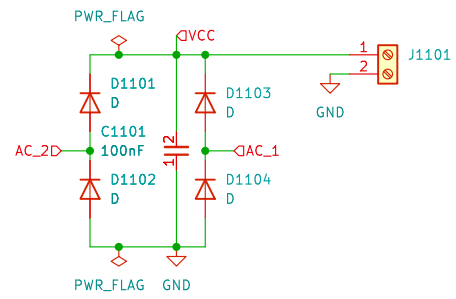 PWR_FLAG
VCC
1
J1101
2
D1101
D
D1103
D
GND
C1101
100nF
2
1
AC_2
AC_1
D1102
D
D1104
D
PWR_FLAG
GND